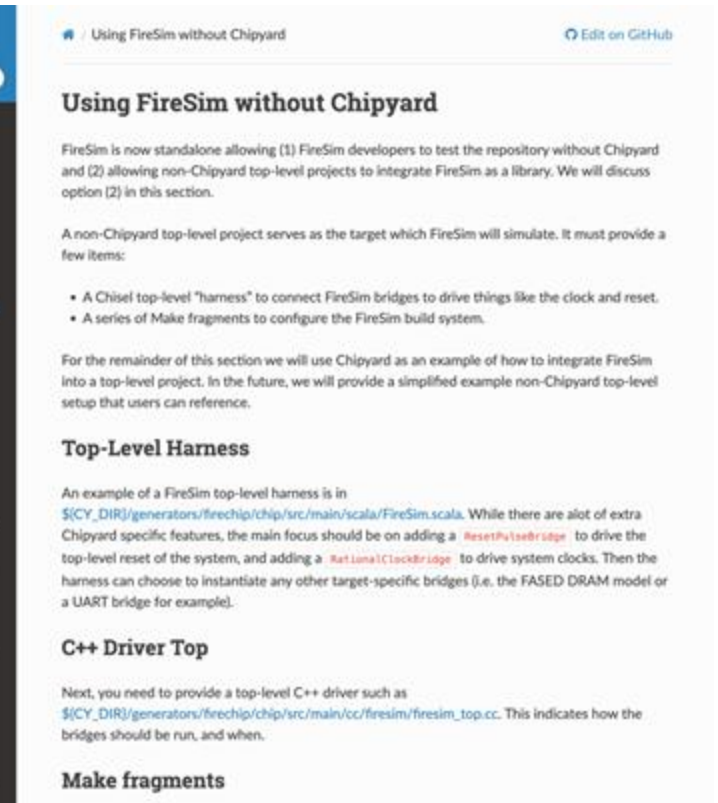 / Using FireSim without Chipyard
Edit on GitHub
Using FireSim without Chipyard
FireSim is now standalone allowing (1) FireSim developers to test the repository without Chipyard
and (2) allowing non-Chipyard top-level projects to integrate FireSim as a library. We will discuss
option (2) in this section.
A non-Chipyard top-level project serves as the target which FireSim will simulate. It must provide a
few items:
• A Chisel top-level "harness" to connect FireSim bridges to drive things like the clock and reset.
• A series of Make fragments to configure the FireSim build system.
For the remainder of this section we will use Chipyard as an example of how to integrate FireSim
into a top-level project. In the future, we will provide a simplified example non-Chipyard top-level
setup that users can reference.
Top-Level Harness
An example of a FireSim top-level harness is in
${CY_DIR}/generators/firechip/chip/src/main/scala/FireSim.scala. While there are alot of extra
Chipyard specific features, the main focus should be on adding a ResetPulseBridge to drive the
top-level reset of the system, and adding a RationalClockBridge to drive system clocks. Then the
harness can choose to instantiate any other target-specific bridges (i.e. the FASED DRAM model or
a UART bridge for example).
C++ Driver Top
Next, you need to provide a top-level C++ driver such as
${CY_DIR}/generators/firechip/chip/src/main/cc/firesim/firesim_top.cc. This indicates how the
bridges should be run, and when.
Make fragments